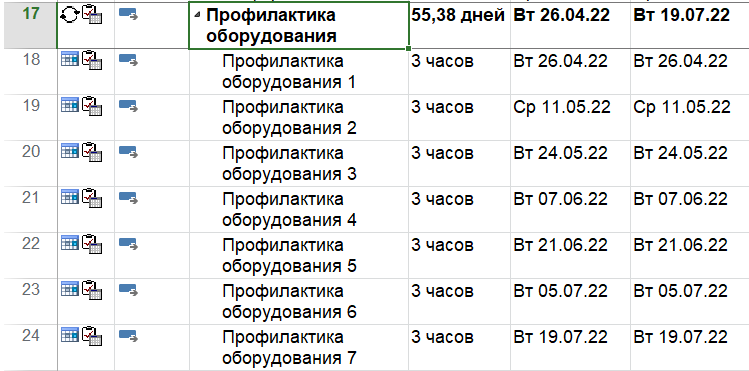 17 Профилактика 55,38 дней Вт 26.04.22 Вт 19.07.22
оборудования
18 Профилактика 3 часов Вт 26.04.22 Вт 26.04.22
оборудования 1
19 Профилактика 3 часов Ср 11.05.22 Ср 11.05.22
оборудования 2
20 Профилактика 3 часов Вт 24.05.22 Вт 24.05.22
оборудования 3
21 Профилактика 3 часов Вт 07.06.22 Вт 07.06.22
оборудования 4
22 Профилактика 3 часов Вт 21.06.22 Вт 21.06.22
оборудования 5
23 Профилактика 3 часов Вт 05.07.22 Вт 05.07.22
оборудования 6
24 Профилактика 3 часов Вт 19.07.22 Вт 19.07.22
оборудования 7